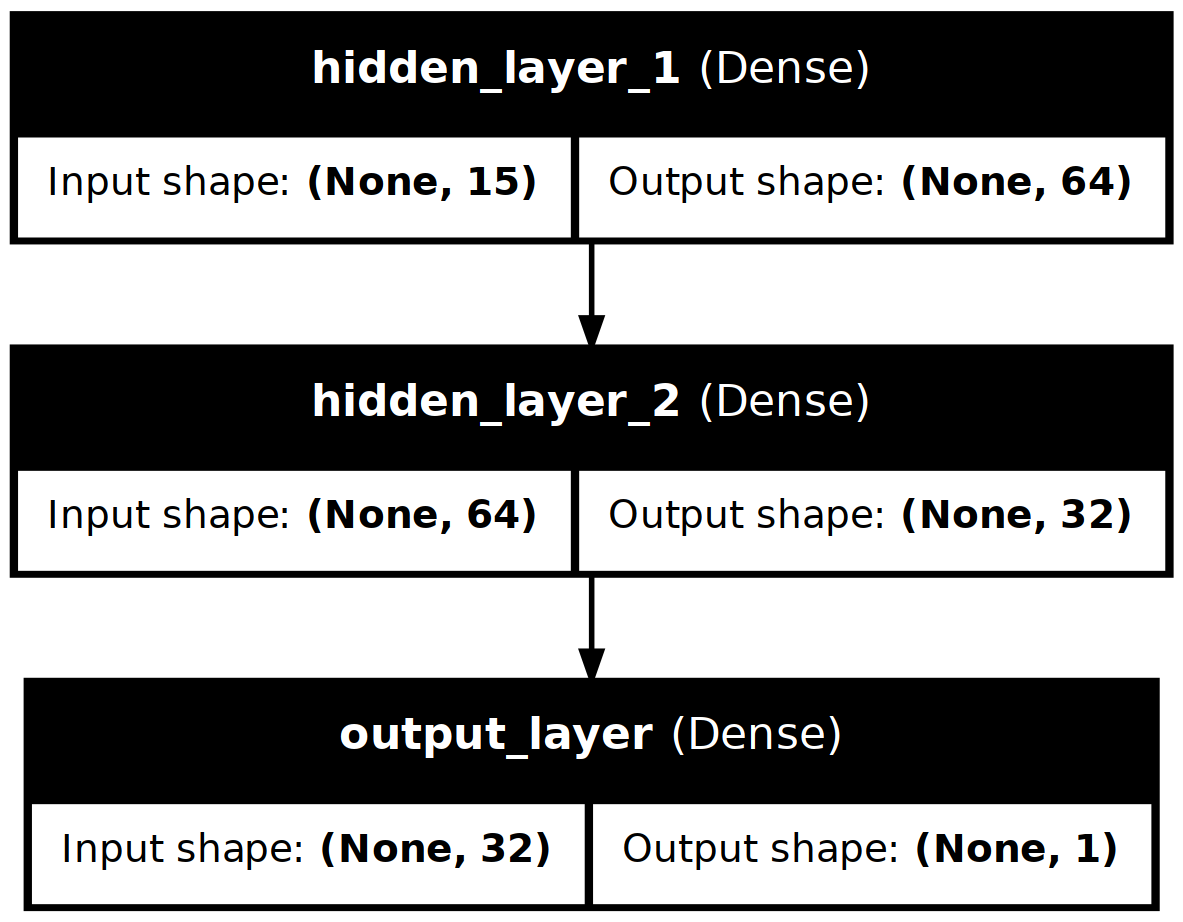 hidden_layer_1 (Dense)
Input shape: (None, 15) Output shape: (None, 64)
hidden_layer_2 (Dense)
Input shape: (None, 64) Output shape: (None, 32)
output_layer (Dense)
Input shape: (None, 32) Output shape: (None, 1)